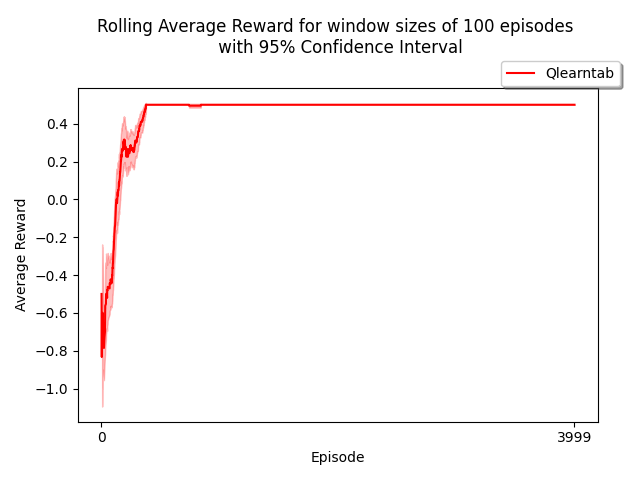 Rolling Average Reward for window sizes of 100 episodes
with 95% Confidence Interval
Qlearntab
0.4
0.2
0.0
−0.2
−0.4
−0.6
−0.8
−1.0
Average Reward
0
3999
Episode